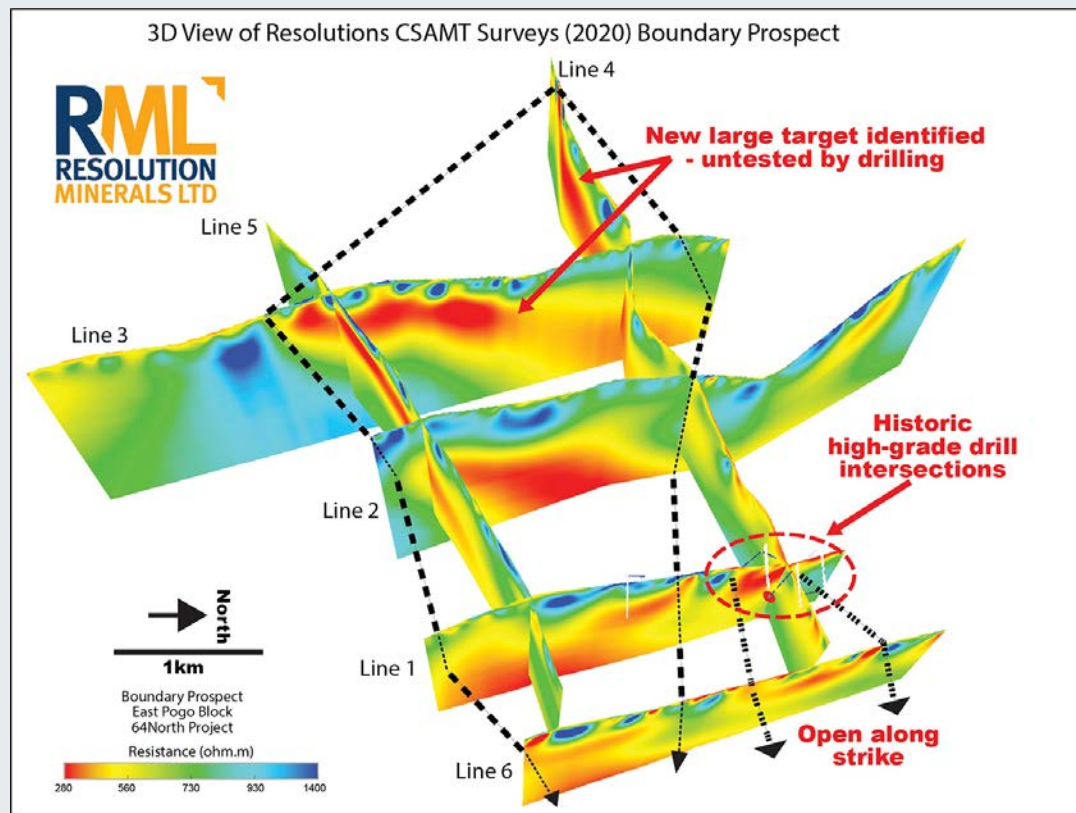 3D View of Resolutions CSAMT Surveys (2020) Boundary Prospect
RML
RESOLUTION
MINERALS LTD
Line 4
New large target identified
- untested by drilling
Line 5
Line 3
Historic
high-grade drill
intersections
Line 2
North
1km
Line 1
Boundary Prospect
East Pogo Block
64North Project
Resistance (ohm.m)
280 560 730 930 1400
Open along
strike
Line 6